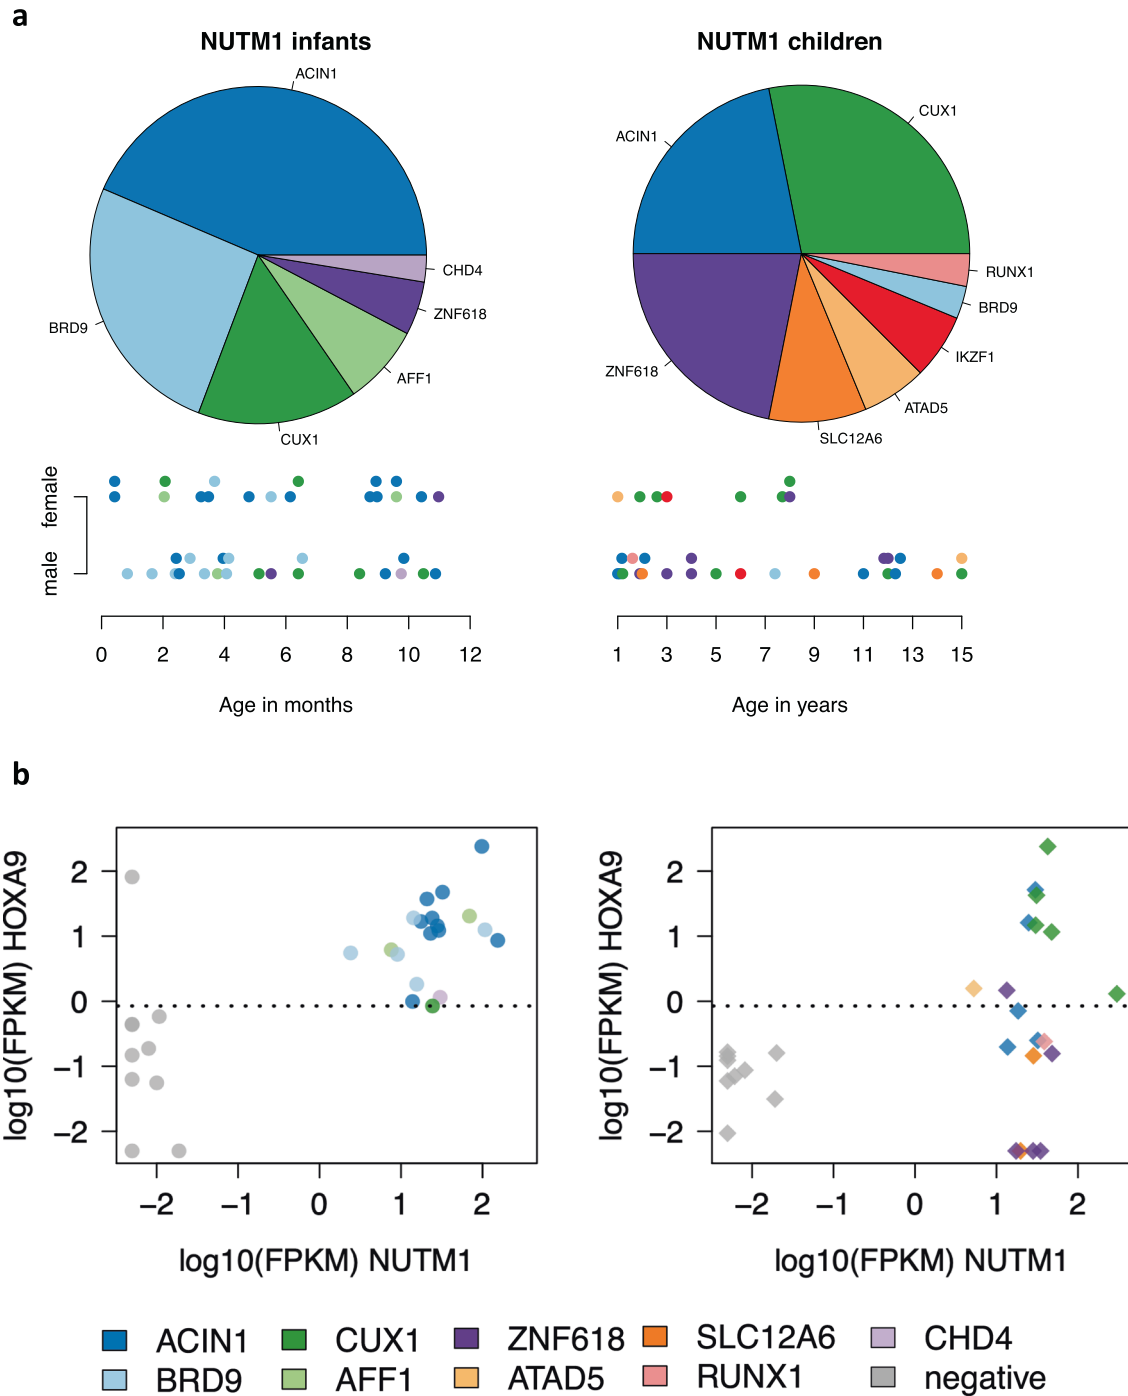 a
NUTM1 infants
NUTM1 children
ACIN1
BRD9
CUX1
AFF1
ZNF618
CHD4
CUX1
ACIN1
ZNF618
SLC12A6
ATAD5
IKZF1
BRD9
RUNX1
female
male
0 2 4 6 8 10 12
Age in months
1 3 5 7 9 11 13 15
Age in years
b
log10(FPKM) HOXA9
2
1
0
−1
−2
−2 −1 0 1 2
log10(FPKM) NUTM1
log10(FPKM) HOXA9
2
1
0
−1
−2
−2 −1 0 1 2
log10(FPKM) NUTM1
ACIN1 CUX1 ZNF618 SLC12A6 CHD4
BRD9 AFF1 ATAD5 RUNX1 negative